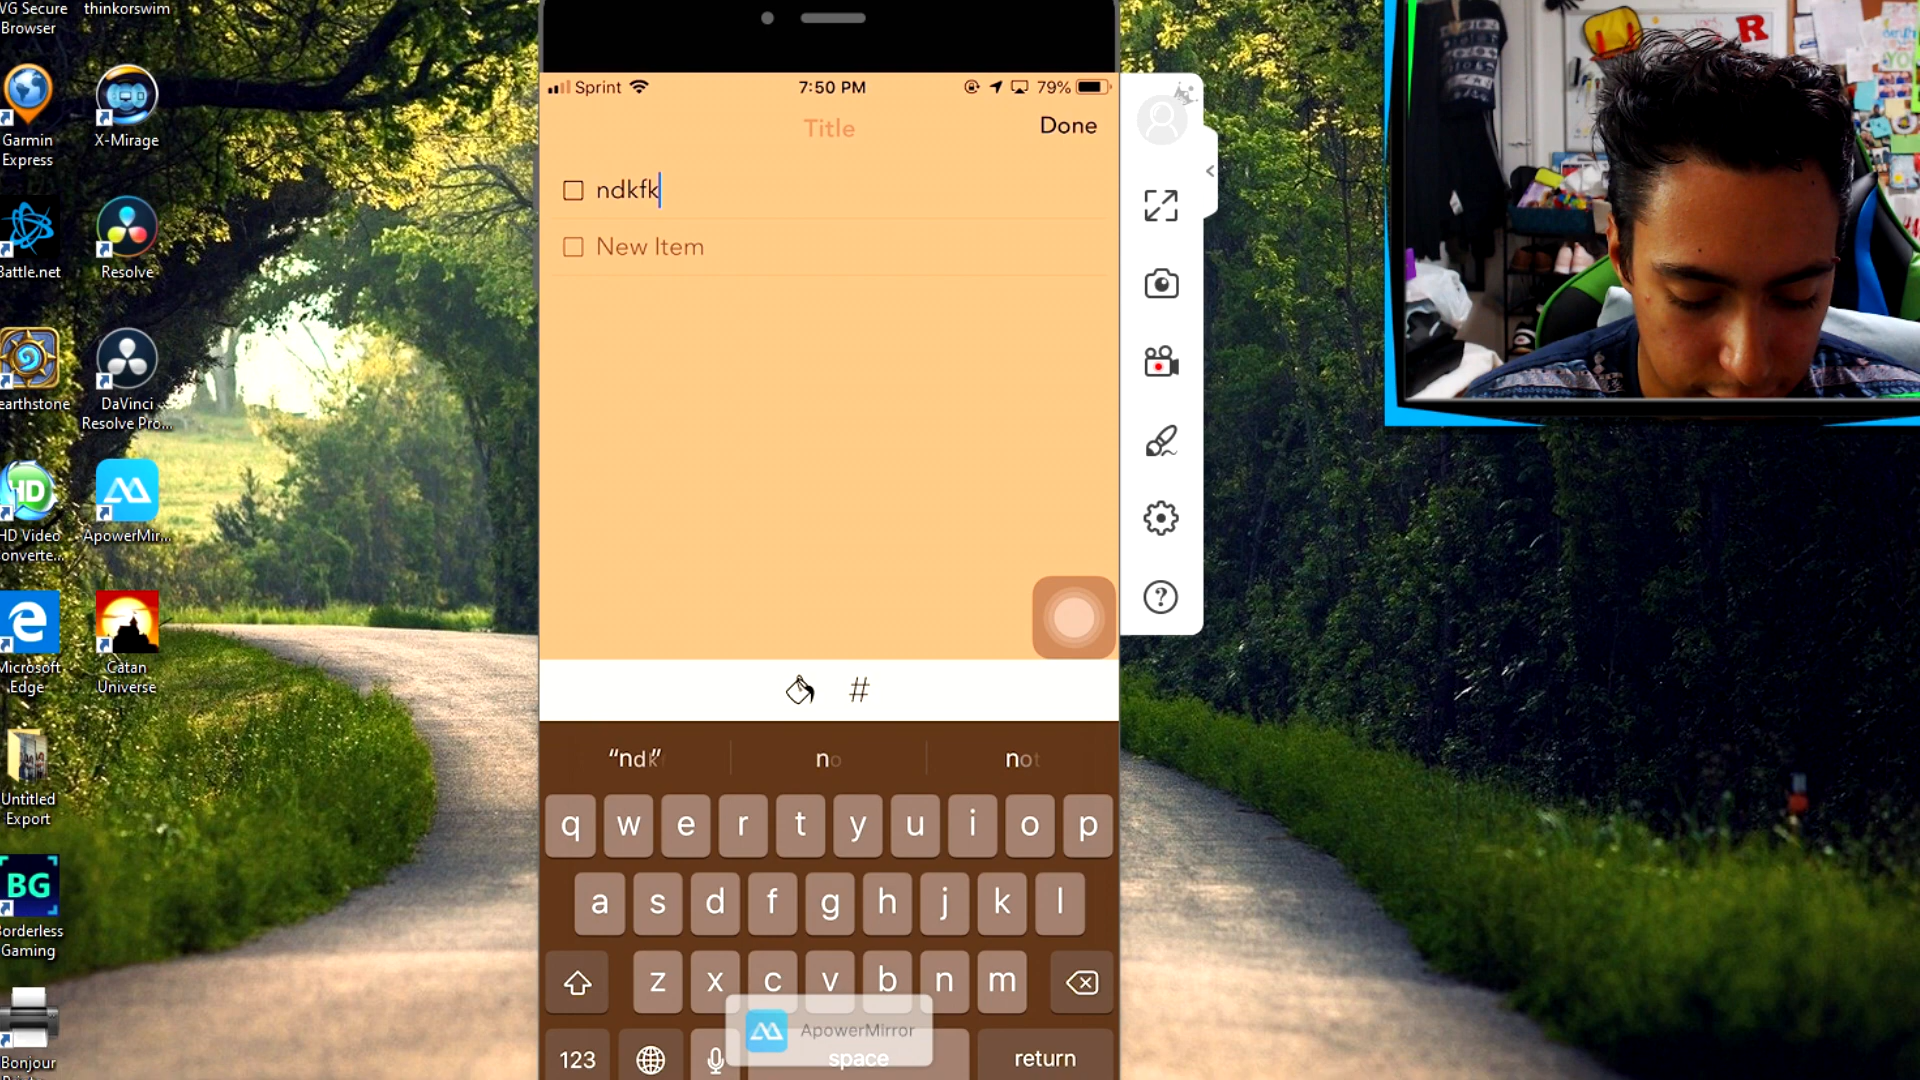 VG Secure
Browser
thinkorswim
Garmin
Express
X-Mirage
Battle.net
Resolve
earthstone
DaVinci
Resolve Pro...
HD
HD Video
onverte...
ApowerMir...
Microsoft
Edge
Catan
Universe
Untitled
Export
BG
Borderless
Gaming
Bonjour
Sprint
7:50 PM
79%
Title
Done
ndkfk
New Item
#
“ndk”
no
not
q w e r t y u i o p
a s d f g h j k l
z x c v b n m
ApowerMirror
123
space
return
?
R